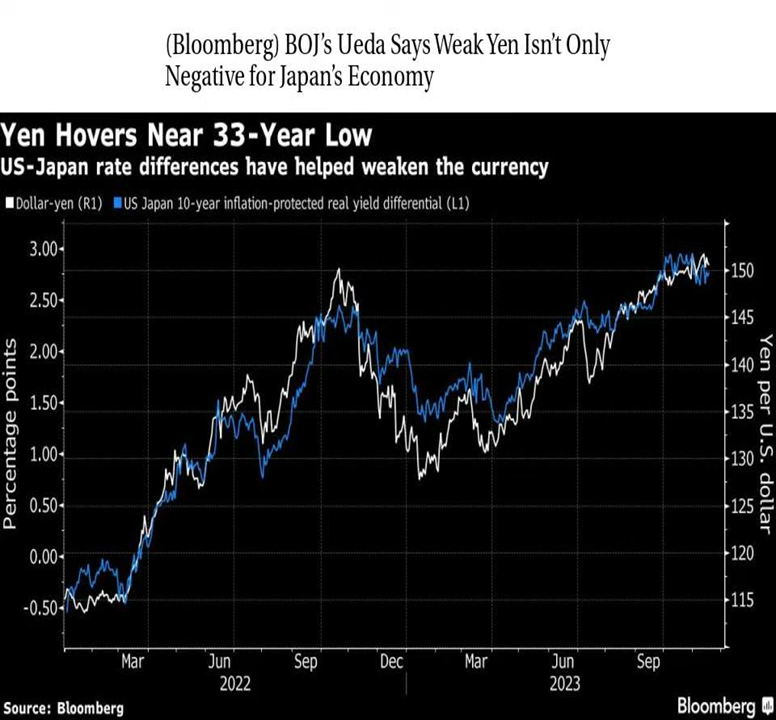 (Bloomberg) BOJ’s Ueda Says Weak Yen Isn’t Only
Negative for Japan’s Economy
Yen Hovers Near 33-Year Low
US-Japan rate differences have helped weaken the currency
Dollar-yen (R1) US Japan 10-year inflation-protected real yield differential (L1)
Percentage points
3.00
2.50
2.00
1.50
1.00
0.50
0.00
-0.50
150
145
140
135
130
125
120
115
Yen per U.S. dollar
Mar Jun Sep Dec Mar Jun Sep
2022 2023
Source: Bloomberg
Bloomberg